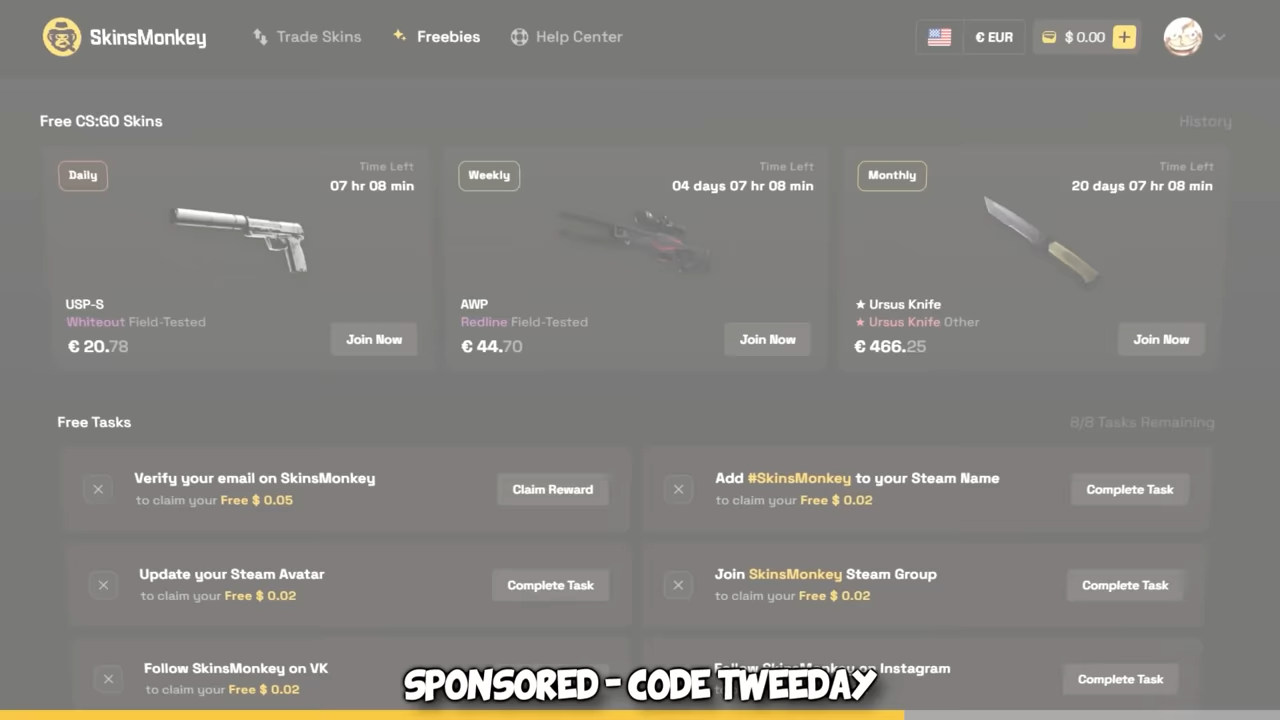 SkinsMonkey Trade Skins Freebies Help Center € EUR $ 0.00 +
Free CS:GO Skins History
Daily Time Left
07 hr 08 min
USP-S
Whiteout Field-Tested
€ 20.78 Join Now
Weekly Time Left
04 days 07 hr 08 min
AWP
Redline Field-Tested
€ 44.70 Join Now
Monthly Time Left
20 days 07 hr 08 min
★ Ursus Knife
★ Ursus Knife Other
€ 466.25 Join Now
Free Tasks 8/8 Tasks Remaining
Verify your email on SkinsMonkey
to claim your Free $ 0.05
Claim Reward
Add #SkinsMonkey to your Steam Name
to claim your Free $ 0.02
Complete Task
Update your Steam Avatar
to claim your Free $ 0.02
Complete Task
Join SkinsMonkey Steam Group
to claim your Free $ 0.02
Complete Task
Follow SkinsMonkey on VK
to claim your Free $ 0.02
Follow SkinsMonkey on Instagram
Complete Task
SPONSORED - CODE TWEEDAY